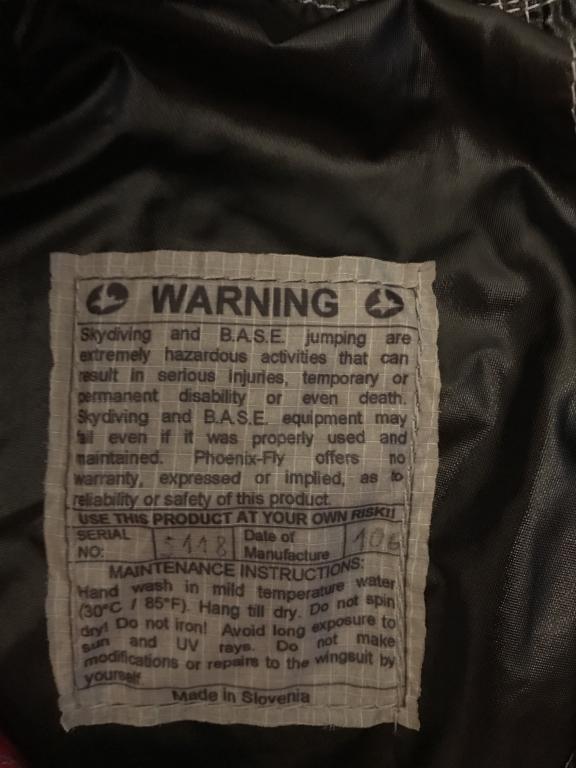 WARNING
Skydiving and B.A.S.E. jumping are
extremely hazardous activities that can
result in serious injuries, temporary or
permanent disability or even death.
Skydiving and B.A.S.E. equipment may
fail even if it was properly used and
maintained. Phoenix-Fly offers no
warranty, expressed or implied, as to
reliability or safety of this product.
USE THIS PRODUCT AT YOUR OWN RISK!!
SERIAL NO: Date of Manufacture
MAINTENANCE INSTRUCTIONS:
Hand wash in mild temperature water
(30°C / 85°F). Hang till dry. Do not spin
dry! Do not iron! Avoid long exposure to
sun and UV rays. Do not make
modifications or repairs to the wingsuit by
yourself
Made in Slovenia